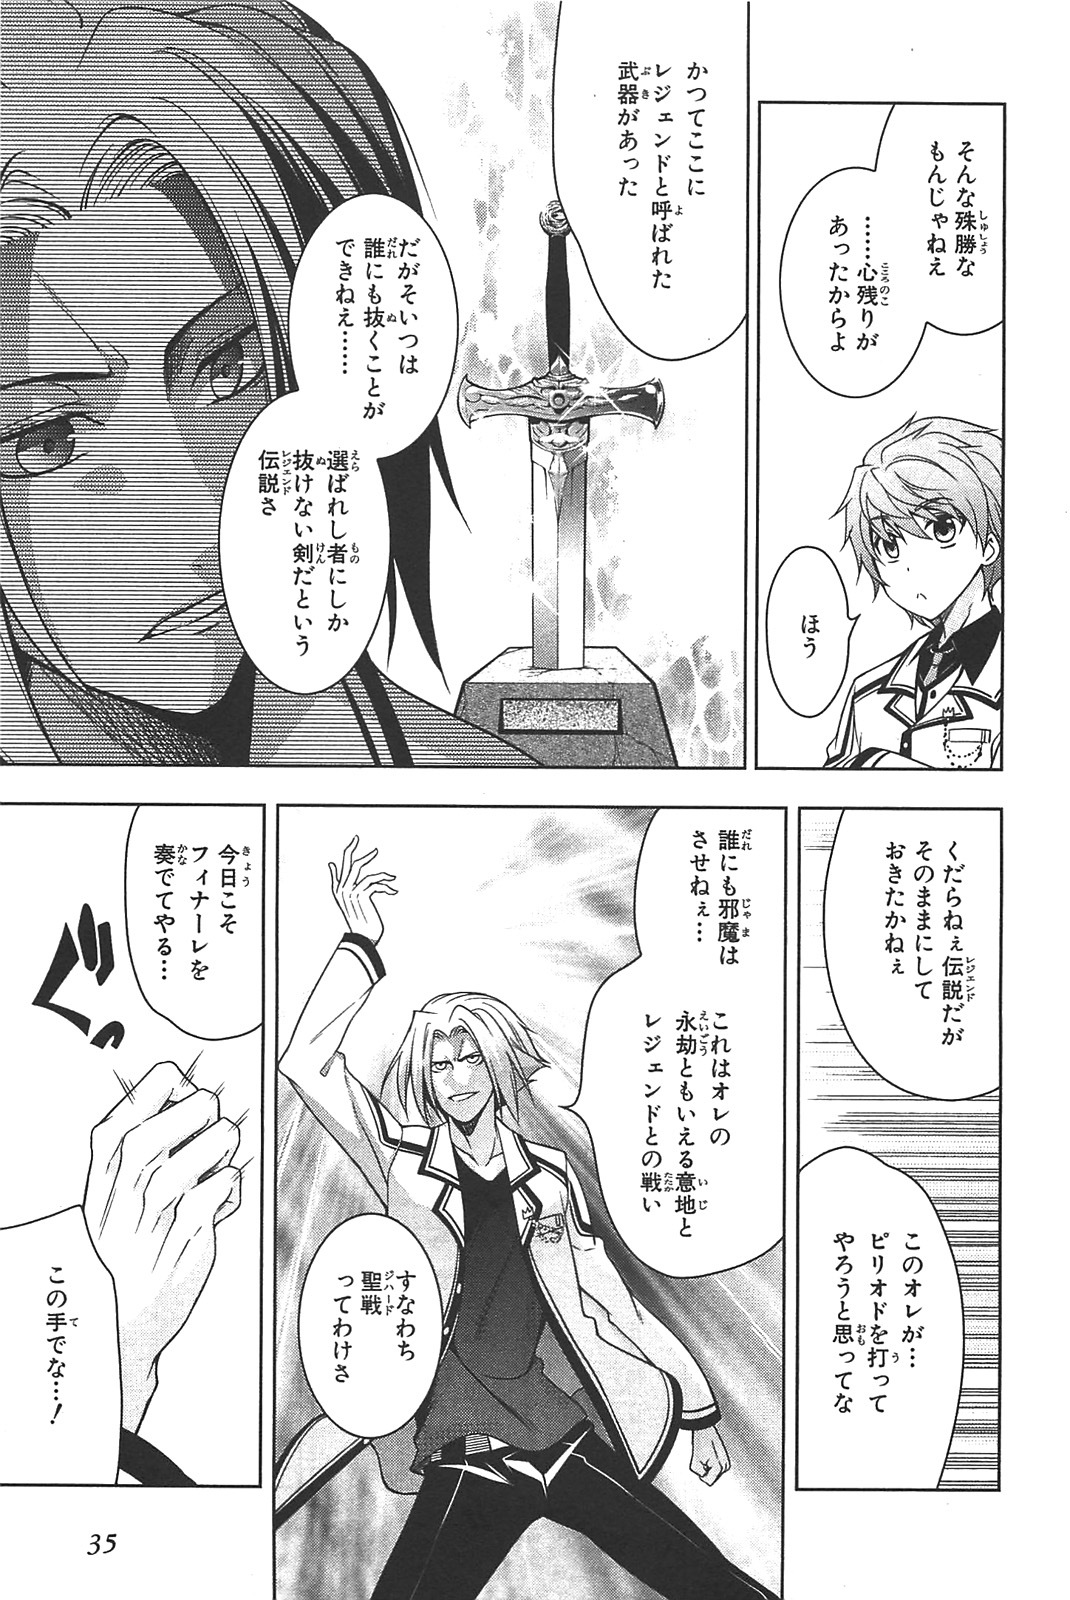 そんな殊勝な
もんじゃねえ
……心残りが
あったからよ
ほう
かつてここに
レジェンドと呼ばれた
武器があった
だがそいつは
誰にも抜くことが
できねえ……
選ばれし者にしか
抜けない剣だという
伝説さ
くだらねぇ伝説だが
そのままにして
おきたかねぇ
このオレが…
ピリオドを打って
やろうと思ってな
誰にも邪魔は
させねぇ…
これはオレの
永劫ともいえる意地と
レジェンドとの戦い
すなわち
聖戦
ってわけさ
今日こそ
フィナーレを
奏でてやる…
ぐっ
この手でな…！
35